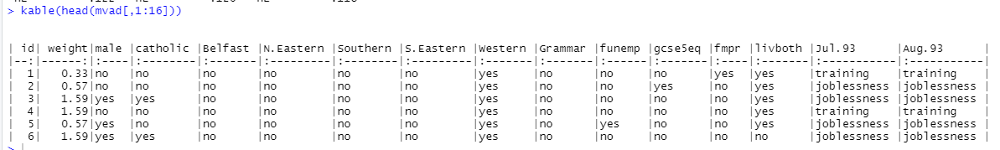 > kable(head(mvad[,1:16]))
| id| weight|male |catholic |Belfast |N.Eastern |Southern |S.Eastern |Western |Grammar |funemp |gcse5eq |fmpr |livboth |Jul.93 |Aug.93 |
|--:|------:|:----|:--------|:-------|:---------|:--------|:---------|:-------|:-------|:------|:-------|:----|:-------|:-----------|:-----------|
| 1| 0.33|no |no |no |no |no |no |yes |no |no |no |yes |yes |training |training |
| 2| 0.57|no |no |no |no |no |no |yes |no |no |yes |no |yes |joblessness |joblessness |
| 3| 1.59|yes |yes |no |no |no |no |yes |no |no |no |no |yes |joblessness |joblessness |
| 4| 1.59|no |no |no |no |no |no |yes |no |no |no |no |yes |training |training |
| 5| 0.57|yes |no |no |no |no |no |yes |no |yes |no |no |yes |joblessness |joblessness |
| 6| 1.59|yes |yes |no |no |no |no |yes |no |no |no |no |no |joblessness |joblessness |
>